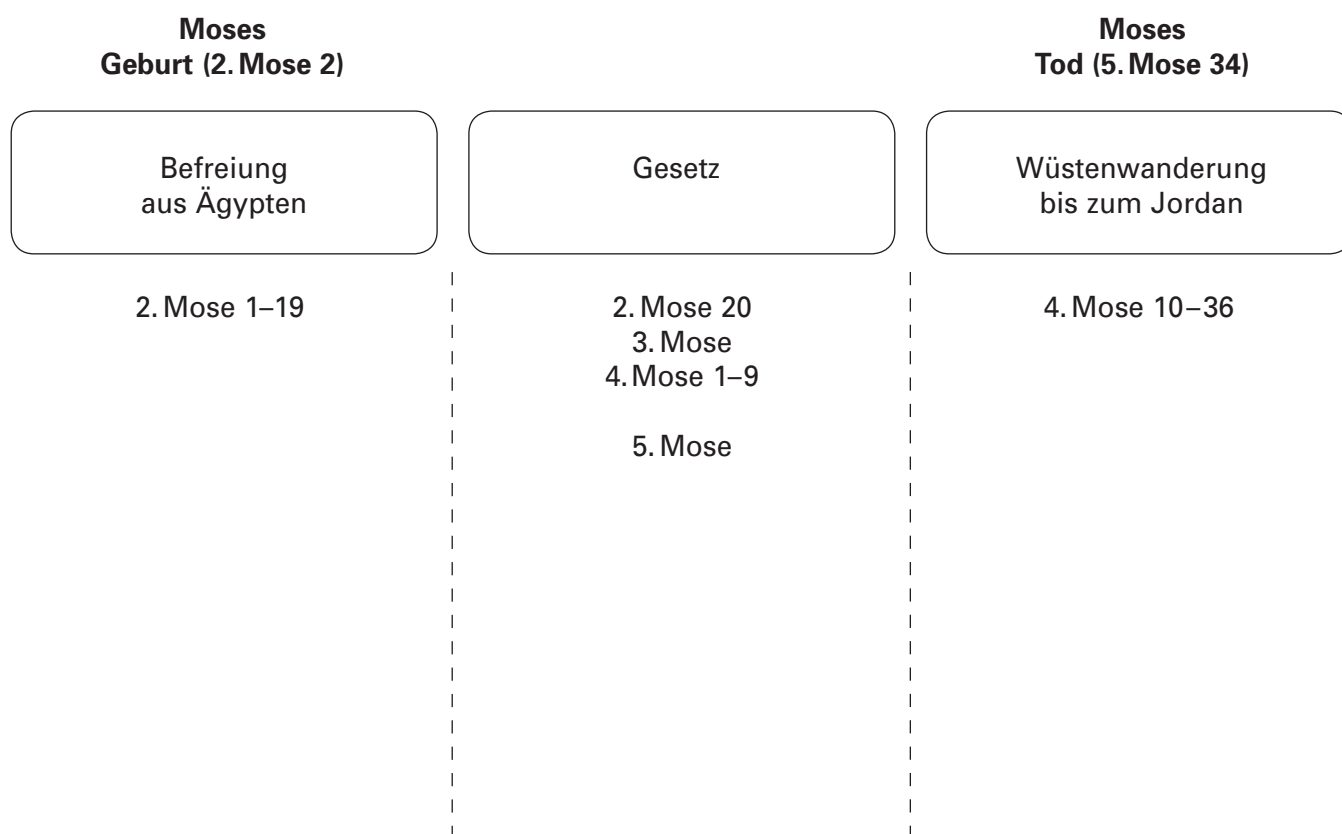 Moses
Geburt (2. Mose 2)
Moses
Tod (5. Mose 34)
Befreiung
aus Ägypten
Gesetz
Wüstenwanderung
bis zum Jordan
2. Mose 1–19
2. Mose 20
3. Mose
4. Mose 1–9
5. Mose
4. Mose 10–36